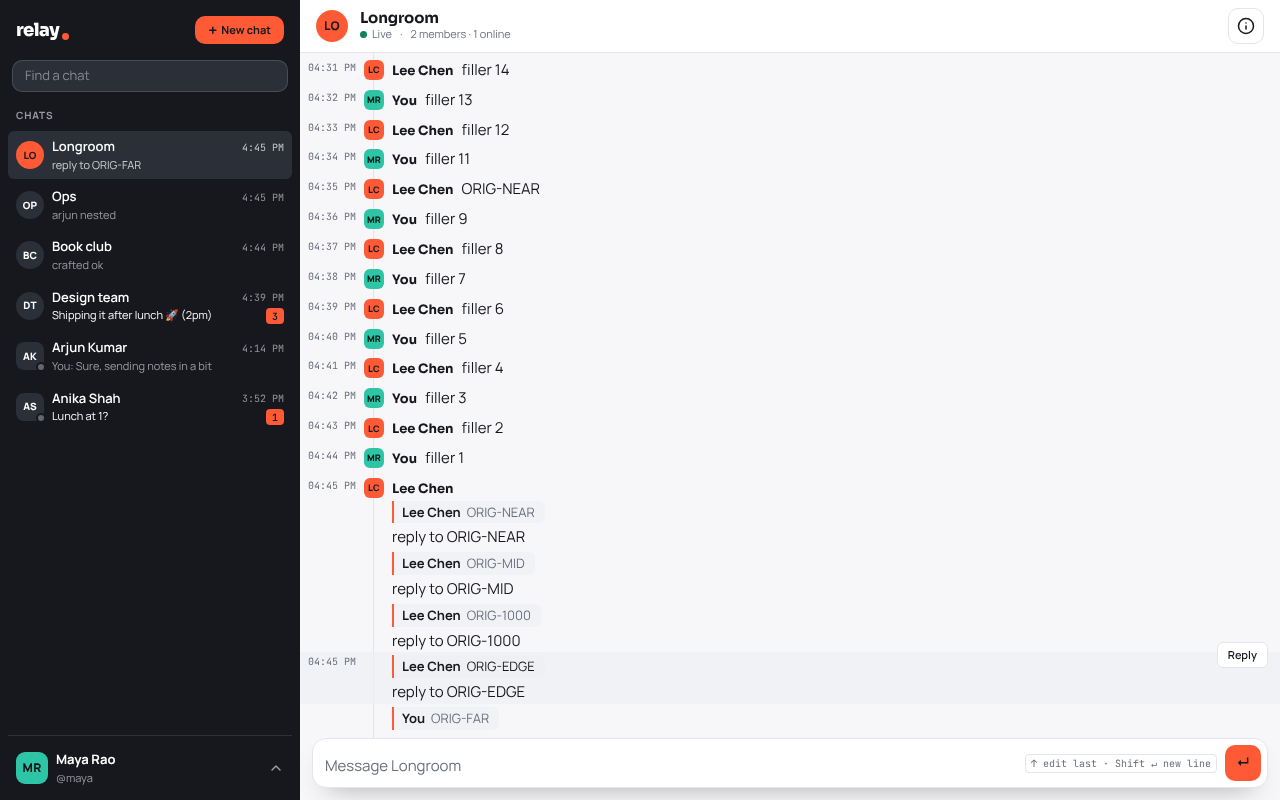 relay.
+ New chat
Find a chat
CHATS
LO Longroom 4:45 PM
reply to ORIG-FAR
OP Ops 4:45 PM
arjun nested
BC Book club 4:44 PM
crafted ok
DT Design team 4:39 PM
Shipping it after lunch 🚀 (2pm) 3
AK Arjun Kumar 4:14 PM
You: Sure, sending notes in a bit
AS Anika Shah 3:52 PM
Lunch at 1? 1
MR Maya Rao
@maya
LO Longroom
Live · 2 members · 1 online
04:31 PM LC Lee Chen filler 14
04:32 PM MR You filler 13
04:33 PM LC Lee Chen filler 12
04:34 PM MR You filler 11
04:35 PM LC Lee Chen ORIG-NEAR
04:36 PM MR You filler 9
04:37 PM LC Lee Chen filler 8
04:38 PM MR You filler 7
04:39 PM LC Lee Chen filler 6
04:40 PM MR You filler 5
04:41 PM LC Lee Chen filler 4
04:42 PM MR You filler 3
04:43 PM LC Lee Chen filler 2
04:44 PM MR You filler 1
04:45 PM LC Lee Chen
Lee Chen ORIG-NEAR
reply to ORIG-NEAR
Lee Chen ORIG-MID
reply to ORIG-MID
Lee Chen ORIG-1000
reply to ORIG-1000
Reply
04:45 PM Lee Chen ORIG-EDGE
reply to ORIG-EDGE
You ORIG-FAR
Message Longroom ↑ edit last · Shift ↵ new line ↵